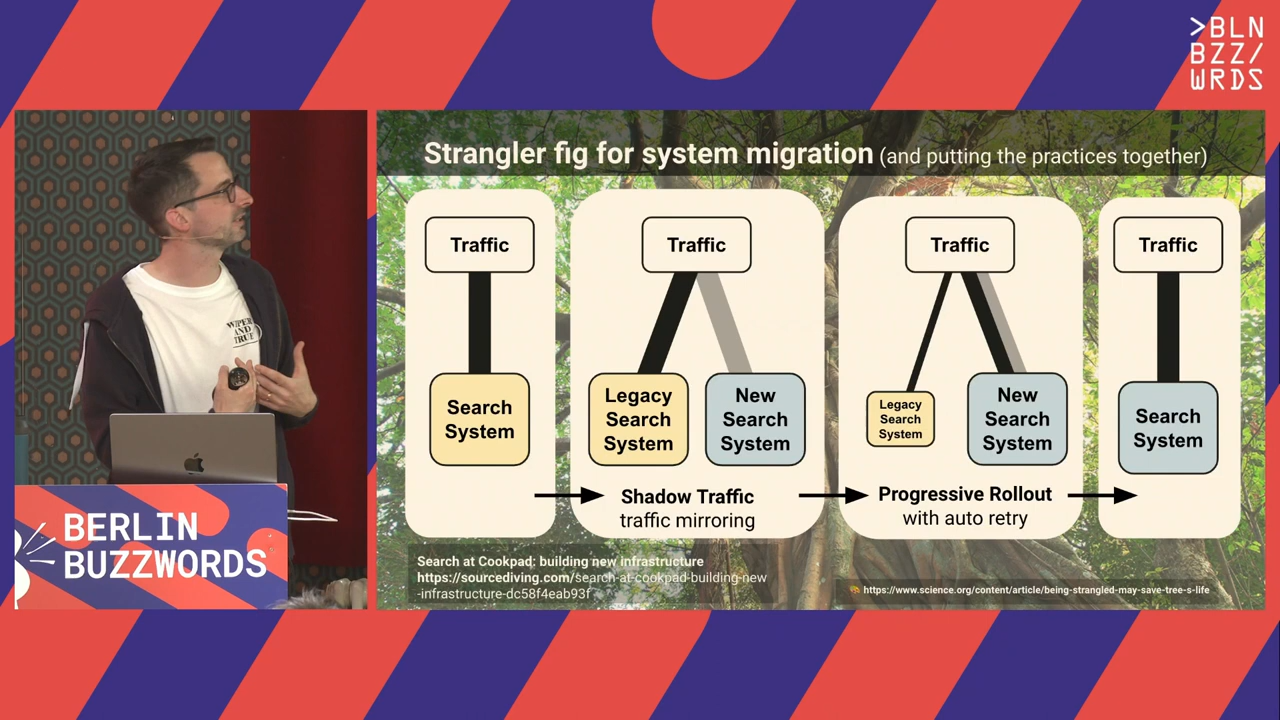 >BLN
BZZ/
WRDS
Strangler fig for system migration (and putting the practices together)
Traffic
Search
System
Traffic
Legacy
Search
System
New
Search
System
Shadow Traffic
traffic mirroring
Traffic
Legacy
Search
System
New
Search
System
Progressive Rollout
with auto retry
Traffic
Search
System
Search at Cookpad: building new infrastructure
https://sourcediving.com/search-at-cookpad-building-new
-infrastructure-dc58f4eab93f
https://www.science.org/content/article/being-strangled-may-save-tree-s-life
WIPER
AND
TRUE
BERLIN
BUZZWORDS